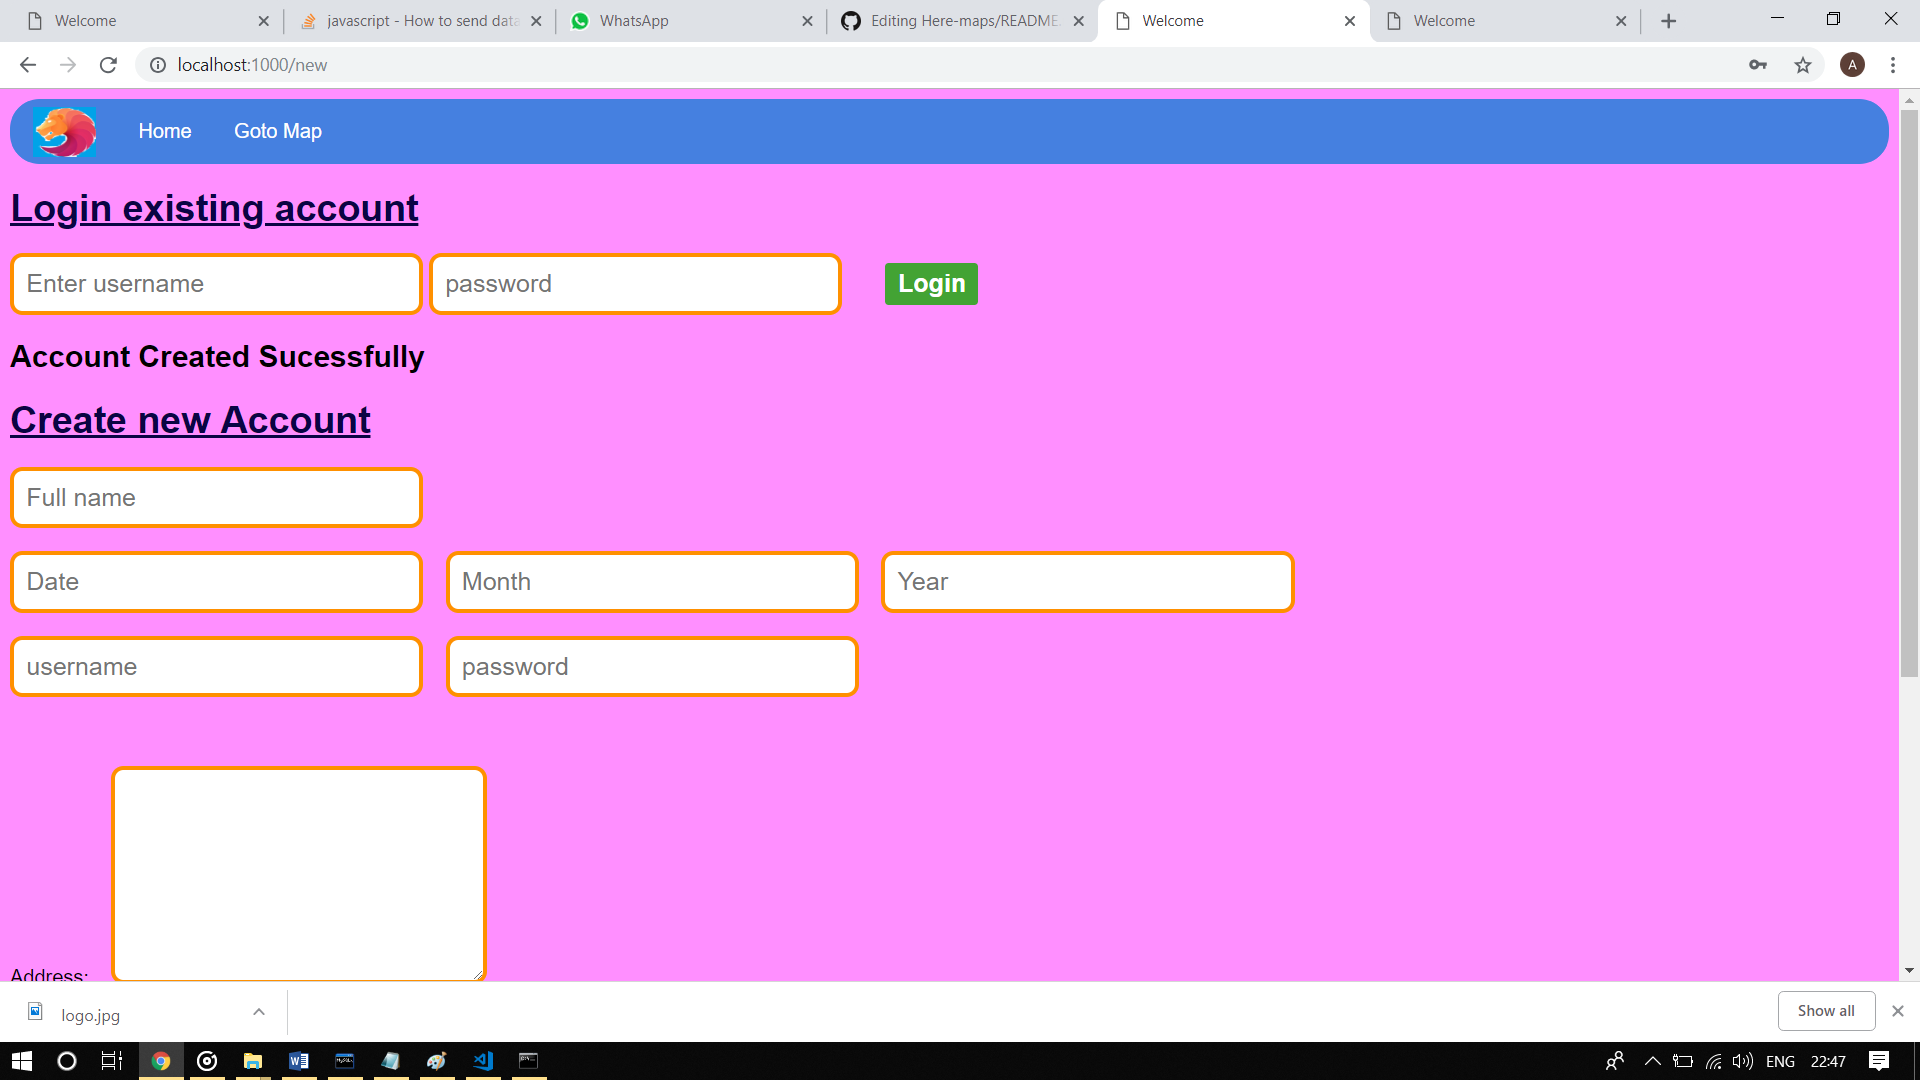 Welcome
javascript - How to send data
WhatsApp
Editing Here-maps/README.
Welcome
Welcome
localhost:1000/new
A
Home
Goto Map
Login existing account
Enter username
password
Login
Account Created Sucessfully
Create new Account
Full name
Date
Month
Year
username
password
Address:
logo.jpg
Show all
ENG
22:47